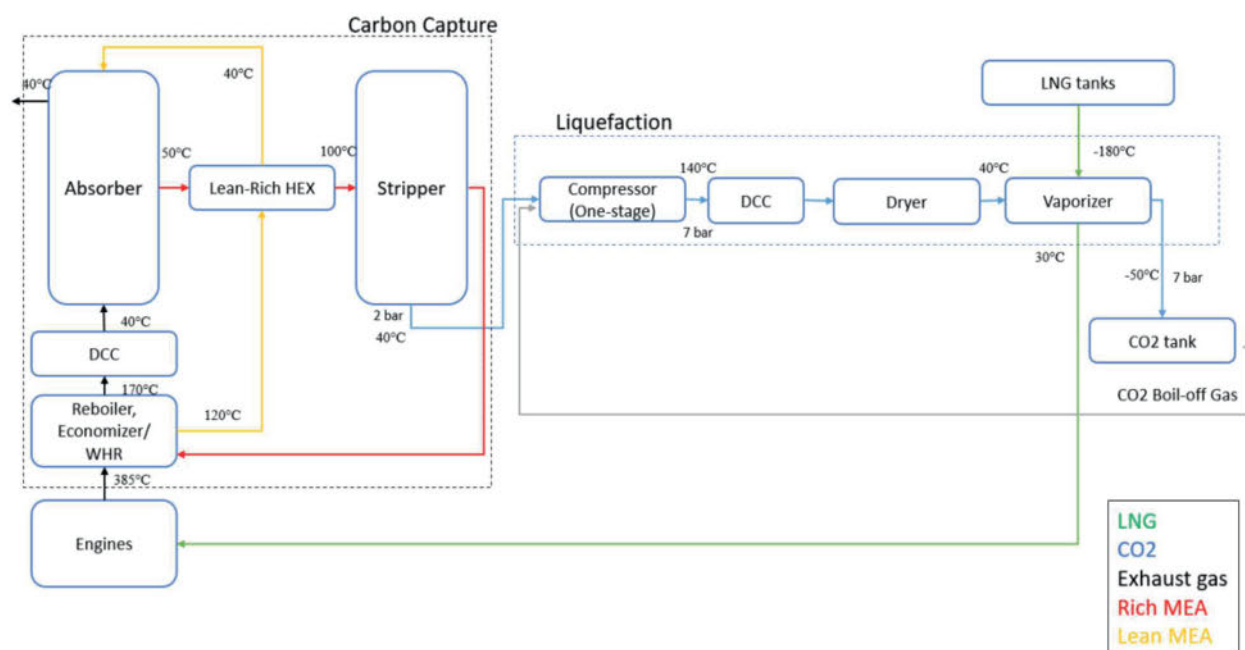 Carbon Capture
40°C
40°C
Absorber
50°C
Lean-Rich HEX
100°C
Stripper
2 bar
40°C
40°C
DCC
170°C
Reboiler,
Economizer/
WHR
120°C
385°C
Engines
LNG tanks
Liquefaction
-180°C
Compressor
(One-stage)
140°C
7 bar
DCC
Dryer
40°C
Vaporizer
30°C
-50°C
7 bar
CO2 tank
CO2 Boil-off Gas
LNG
CO2
Exhaust gas
Rich MEA
Lean MEA